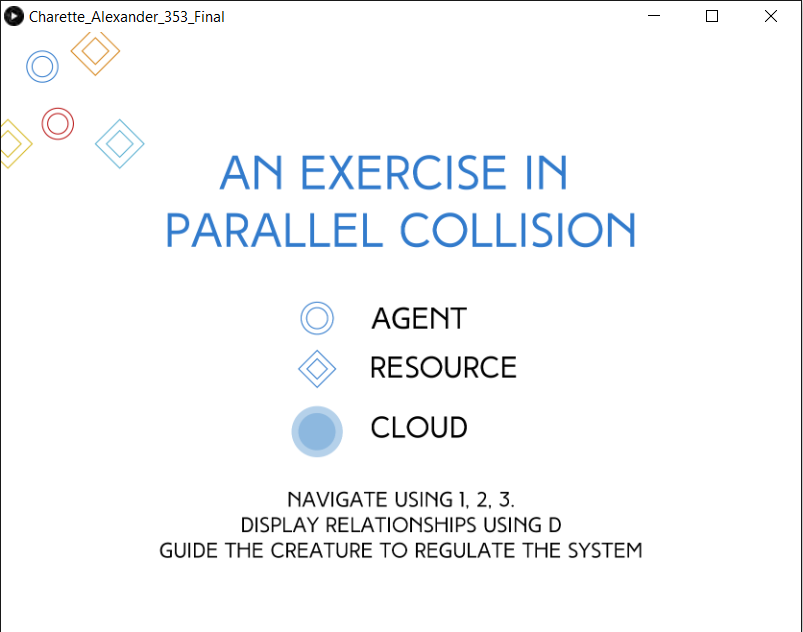 Charette_Alexander_353_Final
AN EXERCISE IN
PARALLEL COLLISION
AGENT
RESOURCE
CLOUD
NAVIGATE USING 1, 2, 3.
DISPLAY RELATIONSHIPS USING D
GUIDE THE CREATURE TO REGULATE THE SYSTEM